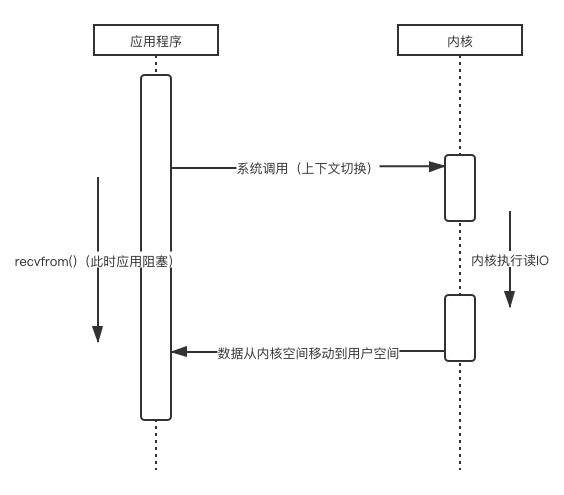 应用程序
内核
系统调用（上下文切换）
recvfrom()（此时应用阻塞）
内核执行读IO
数据从内核空间移动到用户空间